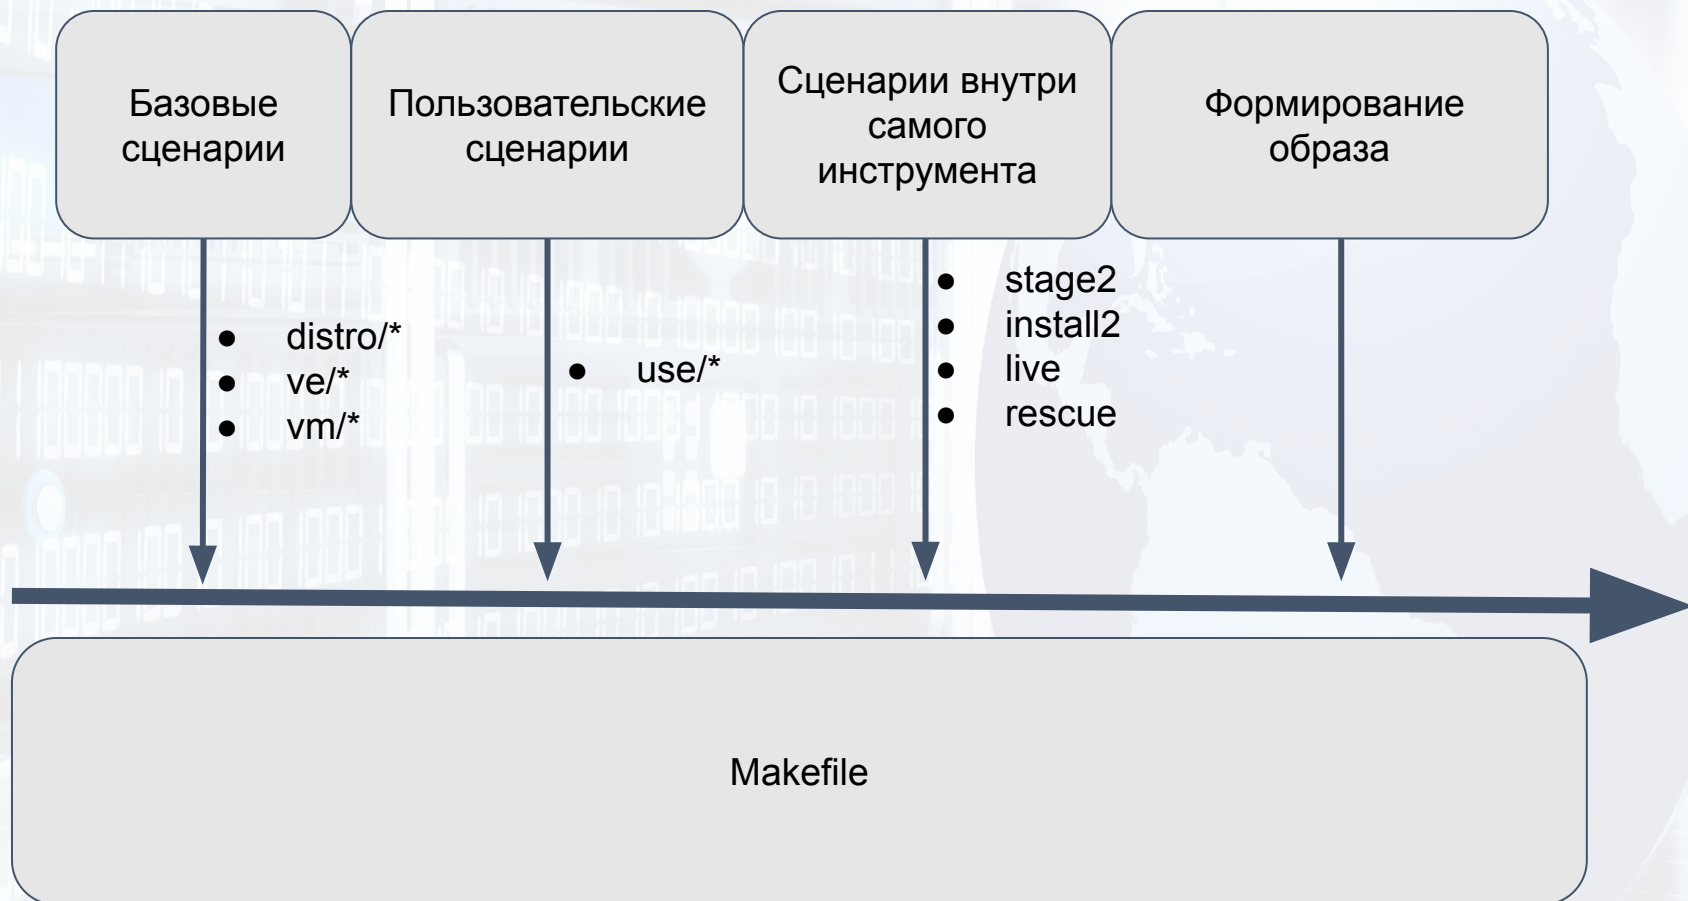 Базовые
сценарии
Пользовательские
сценарии
Сценарии внутри
самого
инструмента
Формирование
образа
● distro/*
● ve/*
● vm/*
● use/*
● stage2
● install2
● live
● rescue
Makefile